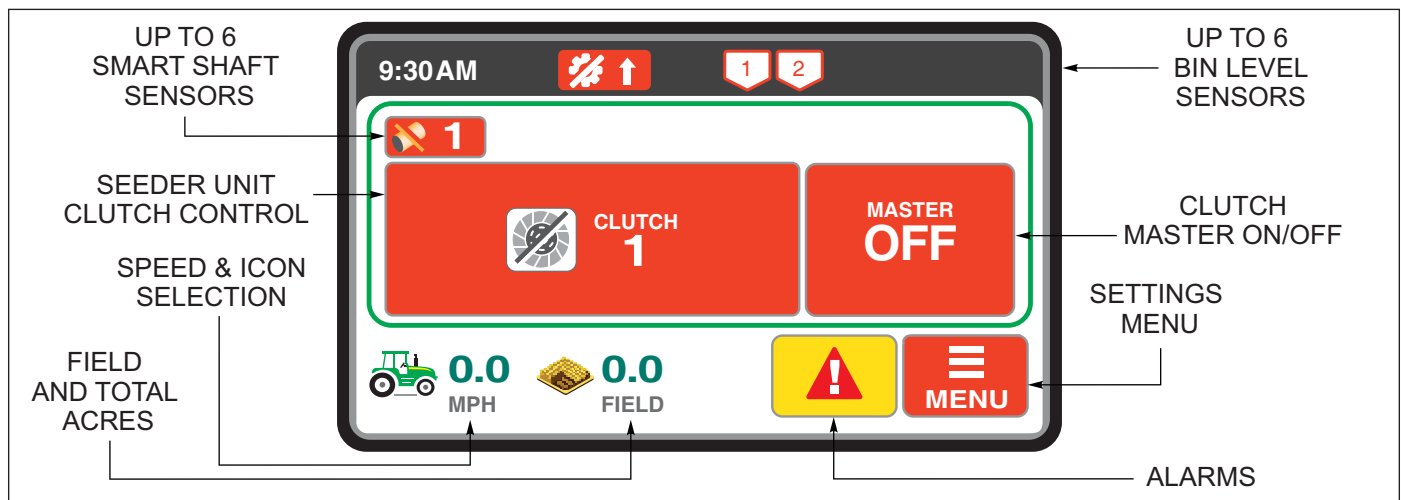 UP TO 6
SMART SHAFT
SENSORS
SEEDER UNIT
CLUTCH CONTROL
SPEED & ICON
SELECTION
FIELD
AND TOTAL
ACRES
9:30AM
1
2
1
CLUTCH
1
MASTER
OFF
0.0
MPH
0.0
FIELD
MENU
UP TO 6
BIN LEVEL
SENSORS
CLUTCH
MASTER ON/OFF
SETTINGS
MENU
ALARMS